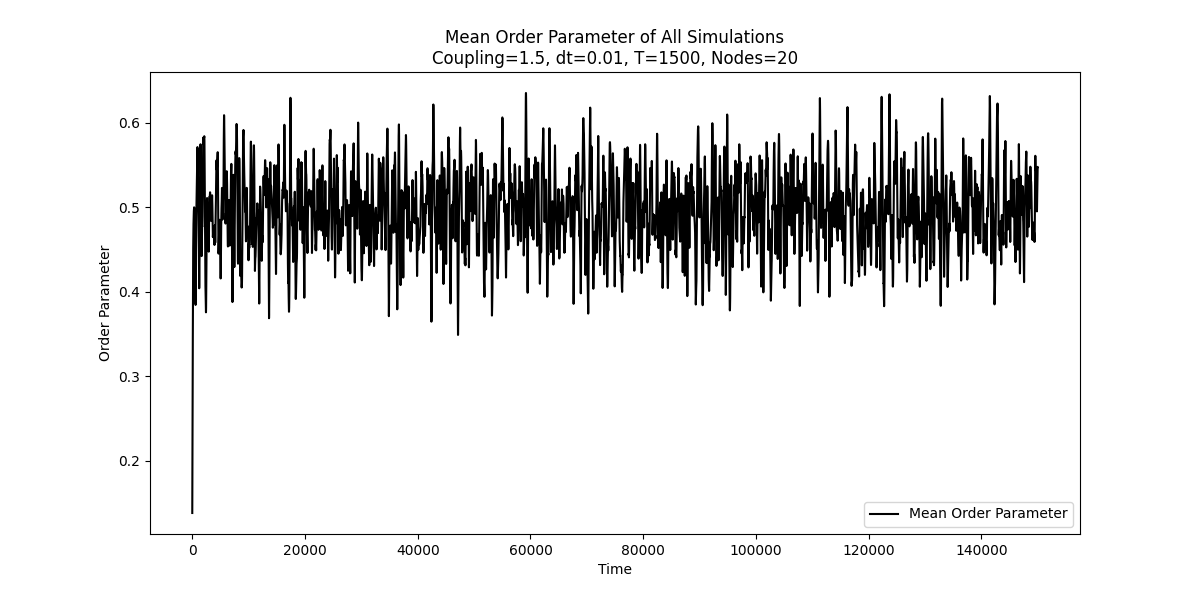 Mean Order Parameter of All Simulations
Coupling=1.5, dt=0.01, T=1500, Nodes=20
Order Parameter
0.6
0.5
0.4
0.3
0.2
Mean Order Parameter
0 20000 40000 60000 80000 100000 120000 140000
Time